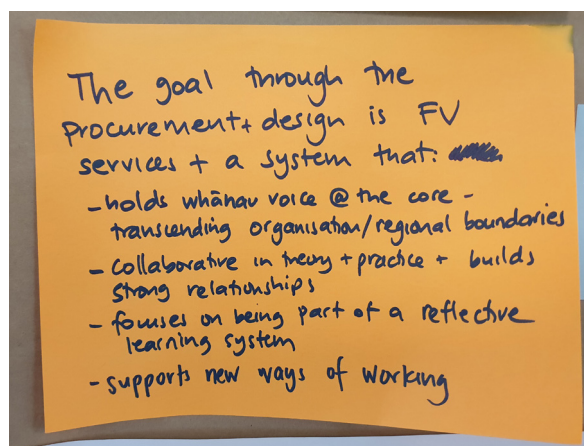 The goal through the
procurement + design is FV
services + a system that:
- holds whānau voice @ the core -
transcending organisation/regional boundaries
- collaborative in theory + practice + builds
strong relationships
- focuses on being part of a reflective
learning system
- supports new ways of working